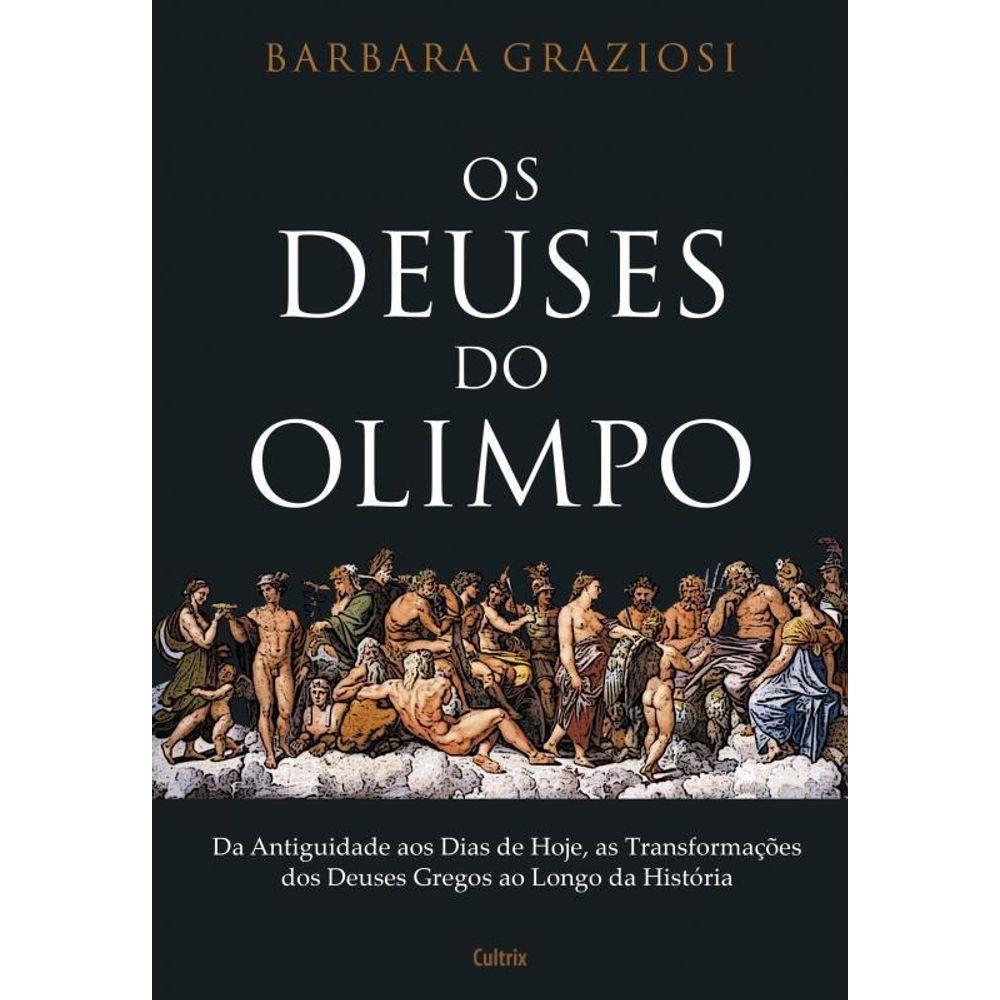 BARBARA GRAZIOSI
OS
DEUSES
DO
OLIMPO
Da Antiguidade aos Dias de Hoje, as Transformações
dos Deuses Gregos ao Longo da História
Cultrix